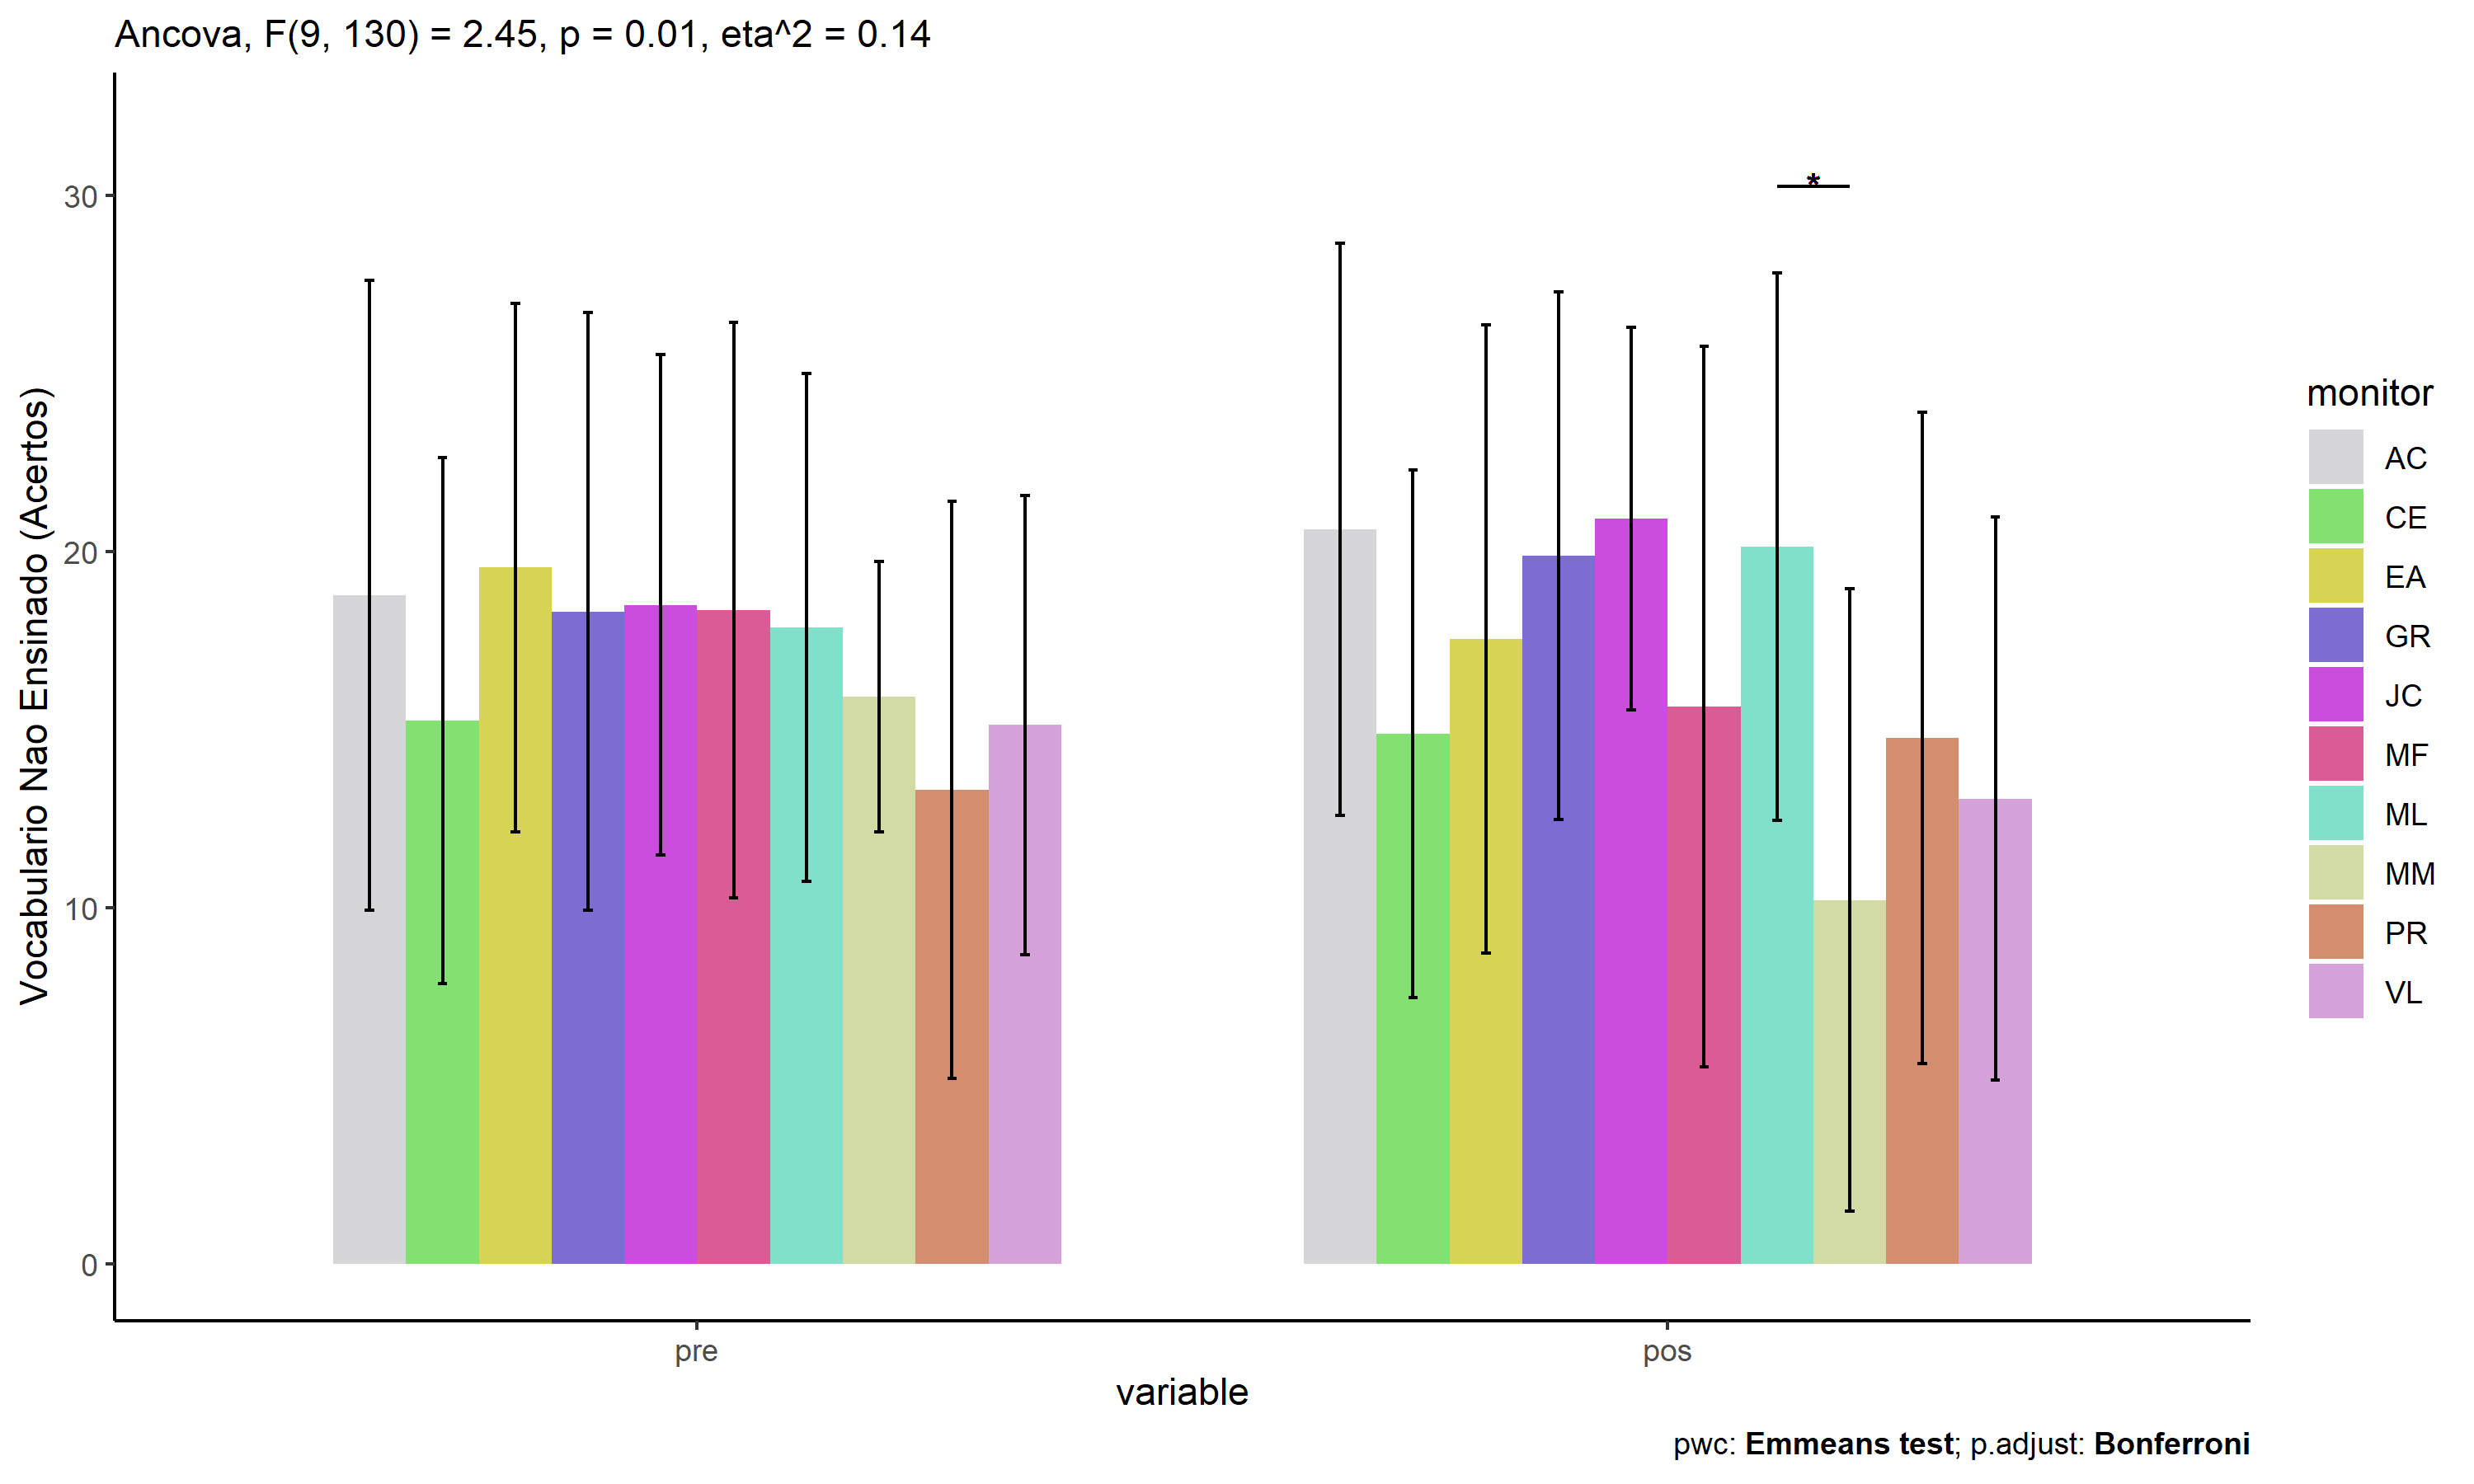 Ancova, F(9, 130) = 2.45, p = 0.01, eta^2 = 0.14
Vocabulario Nao Ensinado (Acertos)
30
20
10
0
*
pre
pos
variable
monitor
AC
CE
EA
GR
JC
MF
ML
MM
PR
VL
pwc: Emmeans test; p.adjust: Bonferroni